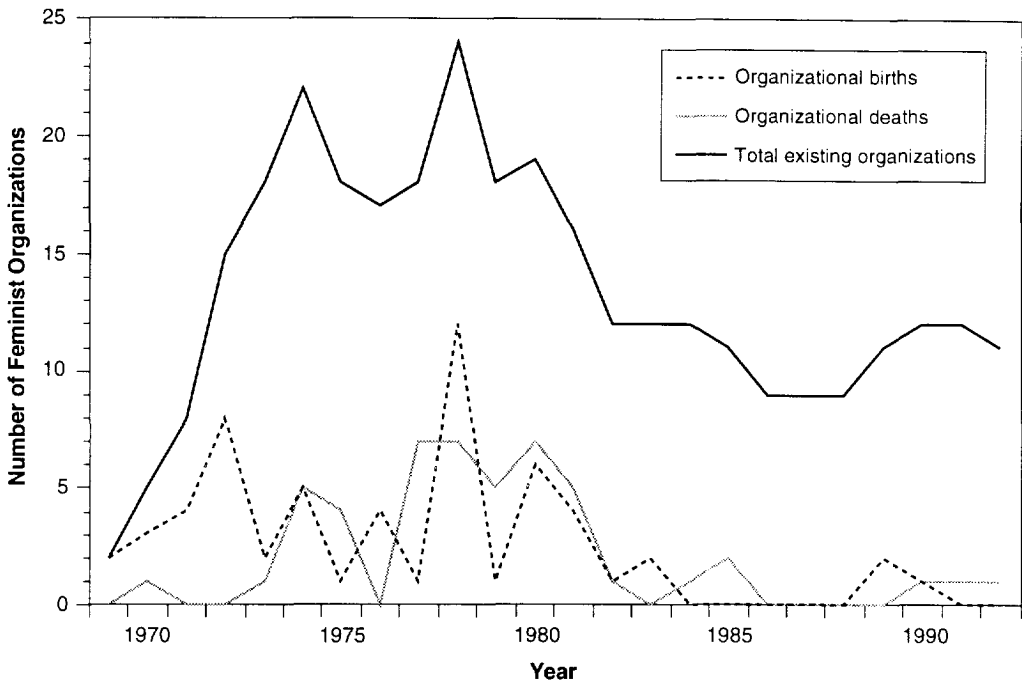 25
20
15
10
5
0
Number of Feminist Organizations
Organizational births
Organizational deaths
Total existing organizations
1970
1975
1980
1985
1990
Year